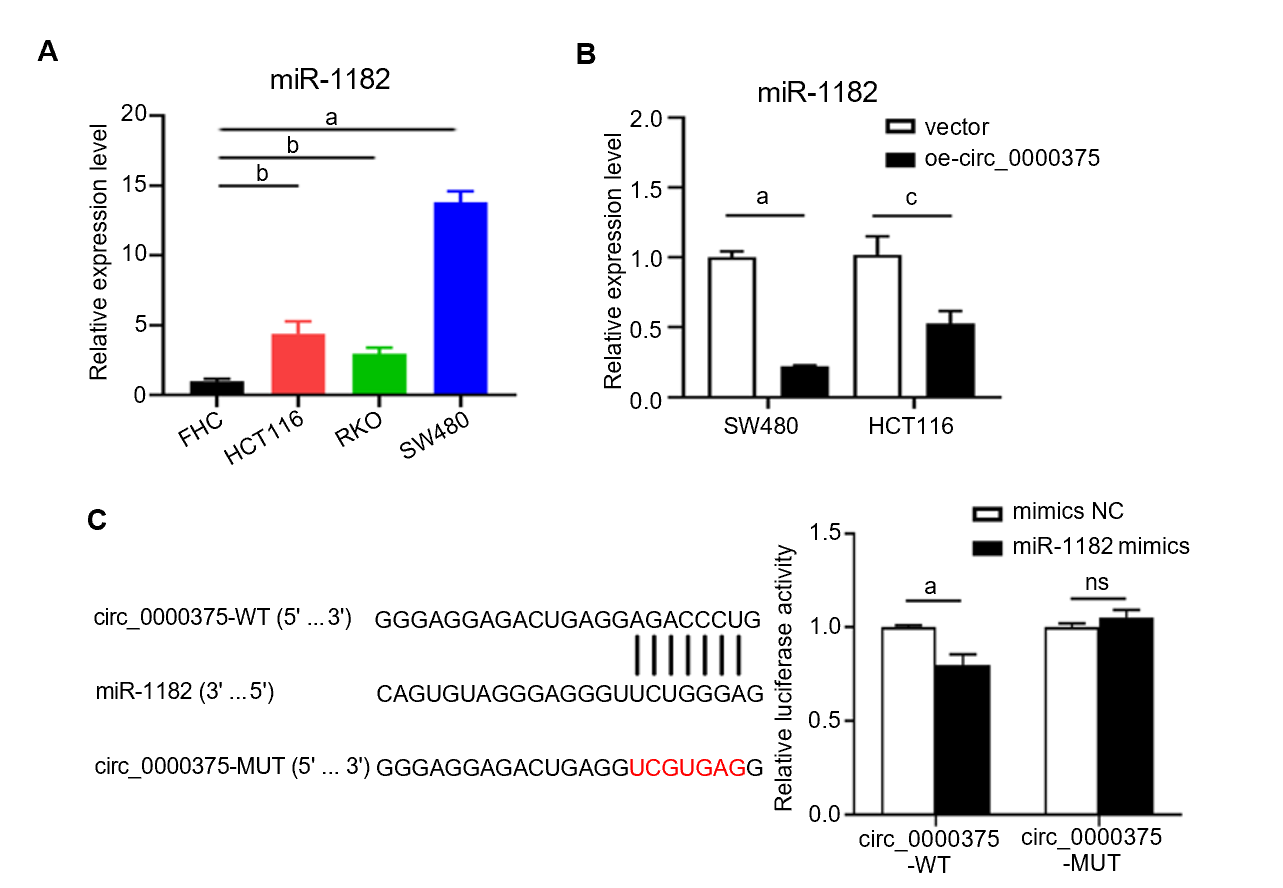 A
miR-1182
Relative expression level
20
15
10
5
0
a
b
b
FHC
HCT116
RKO
SW480
B
miR-1182
vector
oe-circ_0000375
Relative expression level
2.0
1.5
1.0
0.5
0.0
a
c
SW480
HCT116
C
circ_0000375-WT (5' ... 3') GGGAGGAGACUGAGGAGACCCUG
miR-1182 (3' ... 5') CAGUGUAGGGAGGGUUCUGGGAG
circ_0000375-MUT (5' ... 3') GGGAGGAGACUGAGGUCGUGAGG
mimics NC
miR-1182 mimics
Relative luciferase activity
1.5
1.0
0.5
0.0
a
ns
circ_0000375
-WT
circ_0000375
-MUT